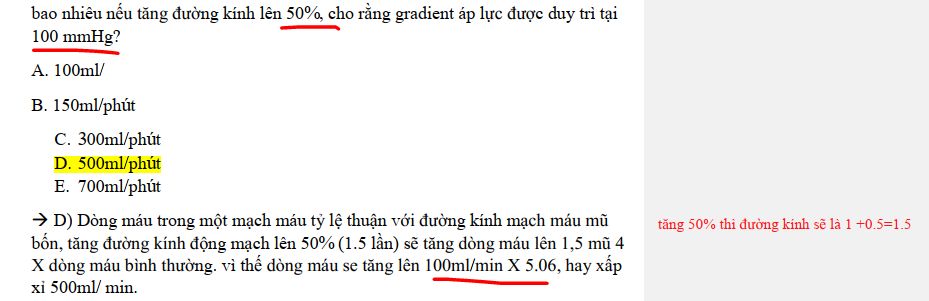 bao nhiêu nếu tăng đường kính lên 50%, cho rằng gradient áp lực được duy trì tại
100 mmHg?
A. 100ml/
B. 150ml/phút
C. 300ml/phút
D. 500ml/phút
E. 700ml/phút
→ D) Dòng máu trong một mạch máu tỷ lệ thuận với đường kính mạch máu mũ
bốn, tăng đường kính động mạch lên 50% (1.5 lần) sẽ tăng dòng máu lên 1,5 mũ 4
X dòng máu bình thường. vì thế dòng máu se tăng lên 100ml/min X 5.06, hay xấp
xỉ 500ml/ min.
tăng 50% thi đường kính sẽ là 1 +0.5=1.5